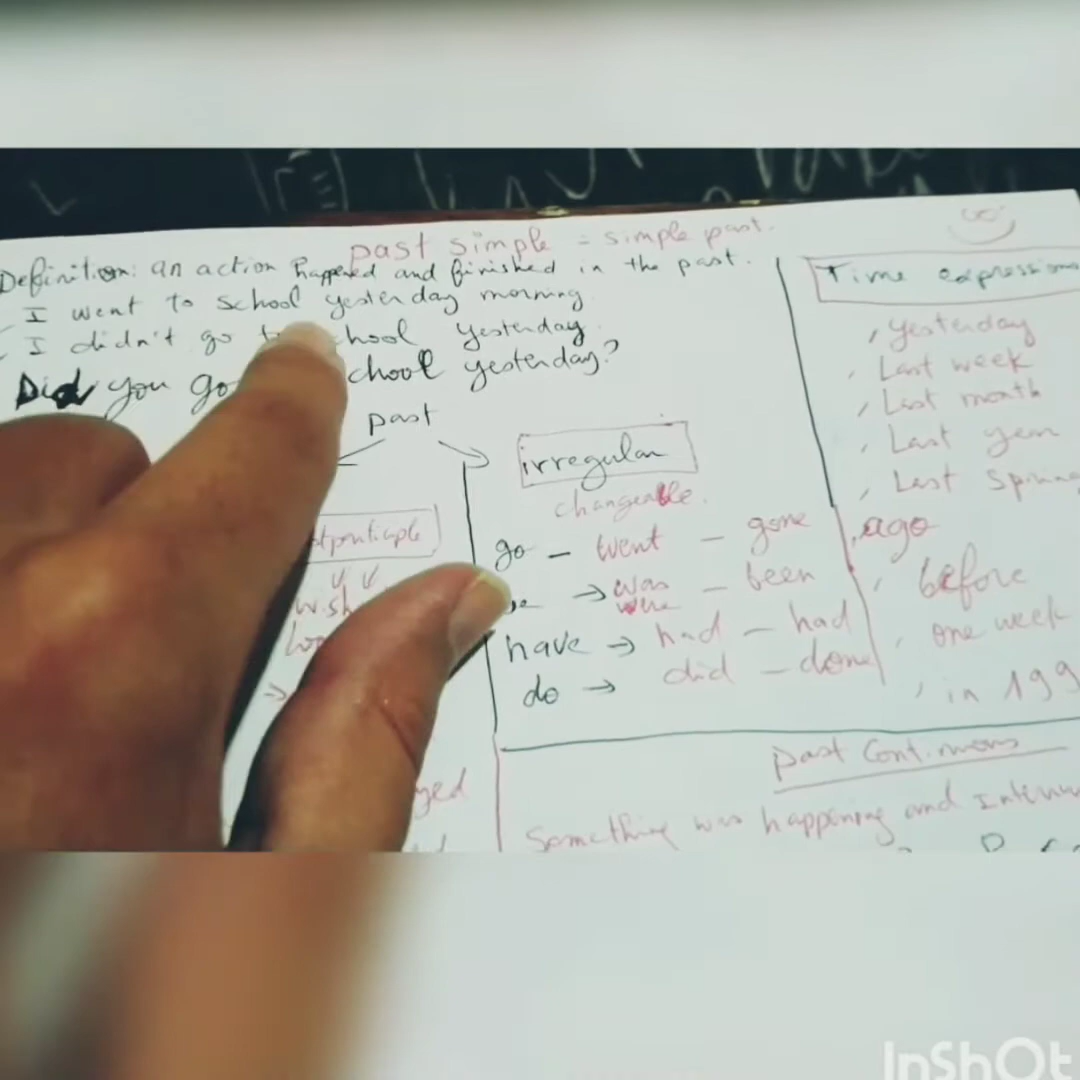 past simple = simple past.
Definition: an action happened and finished in the past.
I went to school yesterday morning
I didn't go school yesterday
Did you go school yesterday?
past
irregular
changeable.
go - went - gone
→ was - been
were
have → had - had
do → did - done
wish
→
Time expressions
, yesterday
, Last week
, Last month
, Last year
, Last Spring
, ago
, before
, one week
, in 199
past Continuous
Something was happening and
InShOt